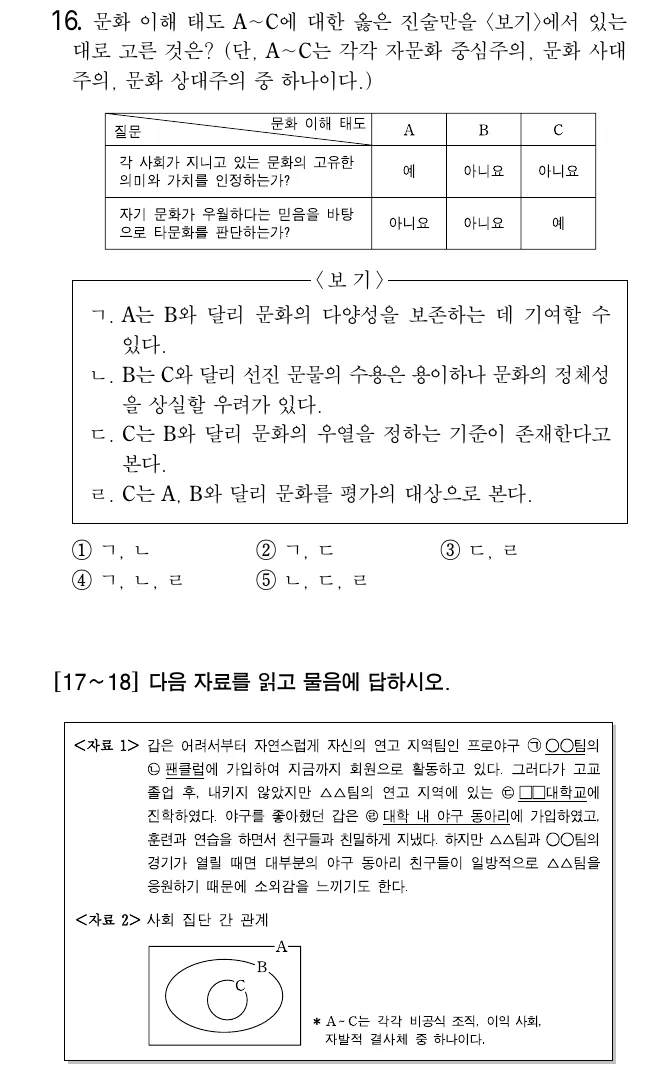 16. 문화 이해 태도 A~C에 대한 옳은 진술만을 <보기>에서 있는
대로 고른 것은? (단, A~C는 각각 자문화 중심주의, 문화 사대
주의, 문화 상대주의 중 하나이다.)
질문 문화 이해 태도 A B C
각 사회가 지니고 있는 문화의 고유한
의미와 가치를 인정하는가? 예 아니요 아니요
자기 문화가 우월하다는 믿음을 바탕
으로 타문화를 판단하는가? 아니요 아니요 예
<보 기>
ㄱ. A는 B와 달리 문화의 다양성을 보존하는 데 기여할 수
있다.
ㄴ. B는 C와 달리 선진 문물의 수용은 용이하나 문화의 정체성
을 상실할 우려가 있다.
ㄷ. C는 B와 달리 문화의 우열을 정하는 기준이 존재한다고
본다.
ㄹ. C는 A, B와 달리 문화를 평가의 대상으로 본다.
① ㄱ, ㄴ ② ㄱ, ㄷ ③ ㄷ, ㄹ
④ ㄱ, ㄴ, ㄹ ⑤ ㄴ, ㄷ, ㄹ
[17~18] 다음 자료를 읽고 물음에 답하시오.
<자료 1> 갑은 어려서부터 자연스럽게 자신의 연고 지역팀인 프로야구 ㉠ ○○팀의
㉡ 팬클럽에 가입하여 지금까지 회원으로 활동하고 있다. 그러다가 고교
졸업 후, 내키지 않았지만 △△팀의 연고 지역에 있는 ㉢ □□대학교에
진학하였다. 야구를 좋아했던 갑은 ㉣ 대학 내 야구 동아리에 가입하였고,
훈련과 연습을 하면서 친구들과 친밀하게 지냈다. 하지만 △△팀과 ○○팀의
경기가 열릴 때면 대부분의 야구 동아리 친구들이 일방적으로 △△팀을
응원하기 때문에 소외감을 느끼기도 한다.
<자료 2> 사회 집단 간 관계
A
B
C
* A~C는 각각 비공식 조직, 이익 사회,
자발적 결사체 중 하나이다.